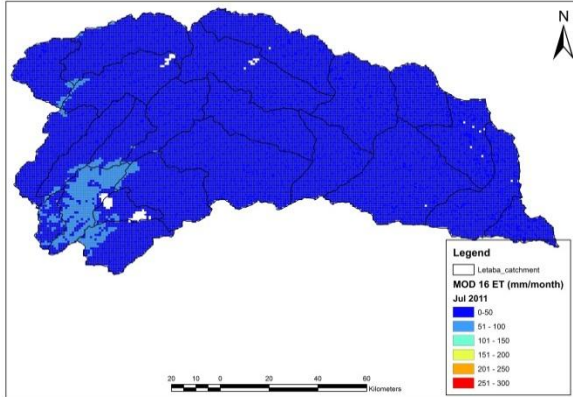 N
Legend
Letaba_catchment
MOD 16 ET (mm/month)
Jul 2011
0-50
51 - 100
101 - 150
151 - 200
201 - 250
251 - 300
20 10 0 20 40 60
Kilometers